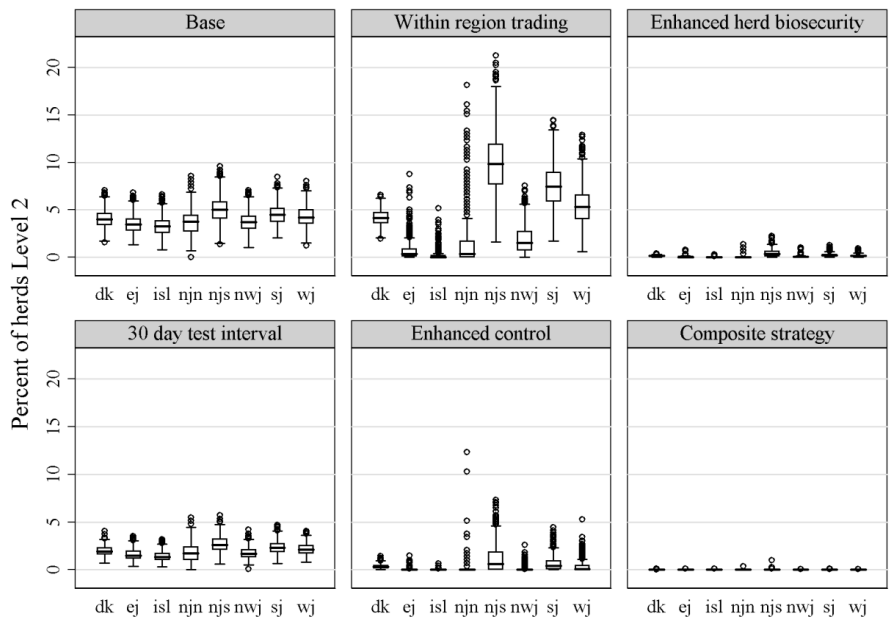 Base
Within region trading
Enhanced herd biosecurity
Percent of herds Level 2
20
15
10
5
0
dk ej isl njn njs nwj sj wj
dk ej isl njn njs nwj sj wj
dk ej isl njn njs nwj sj wj
30 day test interval
Enhanced control
Composite strategy
20
15
10
5
0
dk ej isl njn njs nwj sj wj
dk ej isl njn njs nwj sj wj
dk ej isl njn njs nwj sj wj